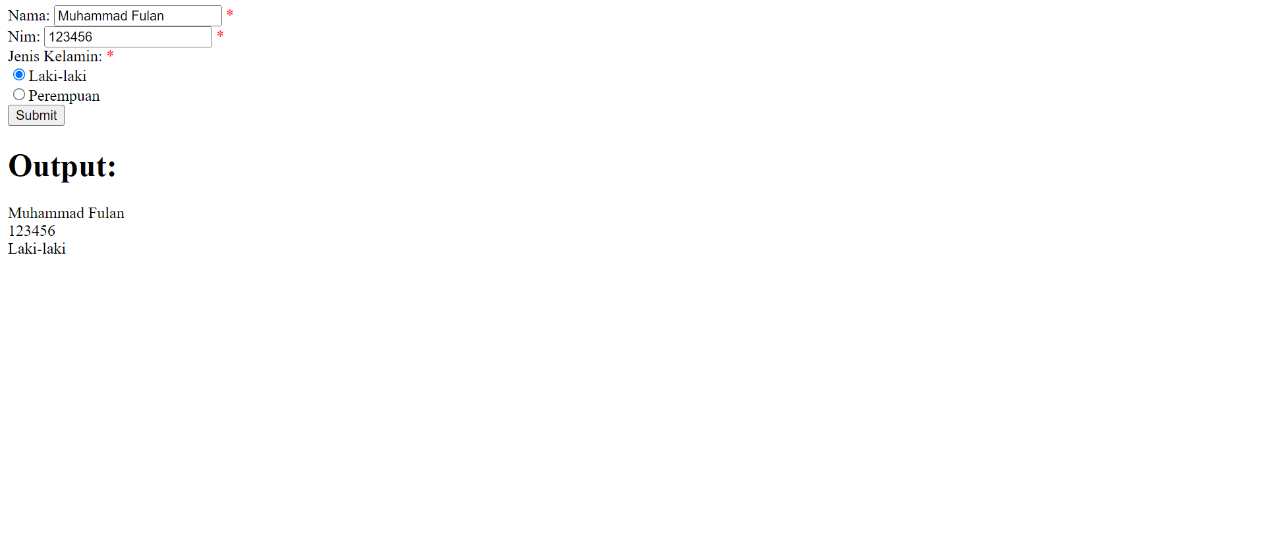 Nama: Muhammad Fulan *
Nim: 123456 *
Jenis Kelamin: *
Laki-laki
Perempuan
Submit
Output:
Muhammad Fulan
123456
Laki-laki